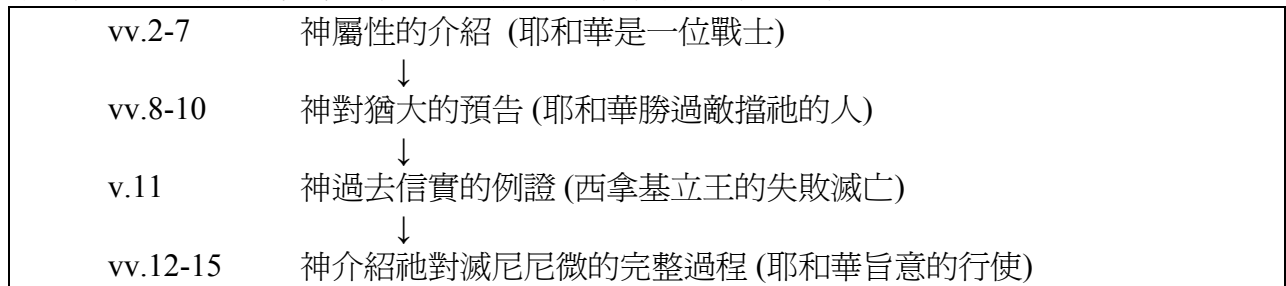 vv.2-7 神屬性的介紹 (耶和華是一位戰士)
↓
vv.8-10 神對猶大的預告 (耶和華勝過敵擋祂的人)
↓
v.11 神過去信實的例證 (西拿基立王的失敗滅亡)
↓
vv.12-15 神介紹祂對滅尼尼微的完整過程 (耶和華旨意的行使)